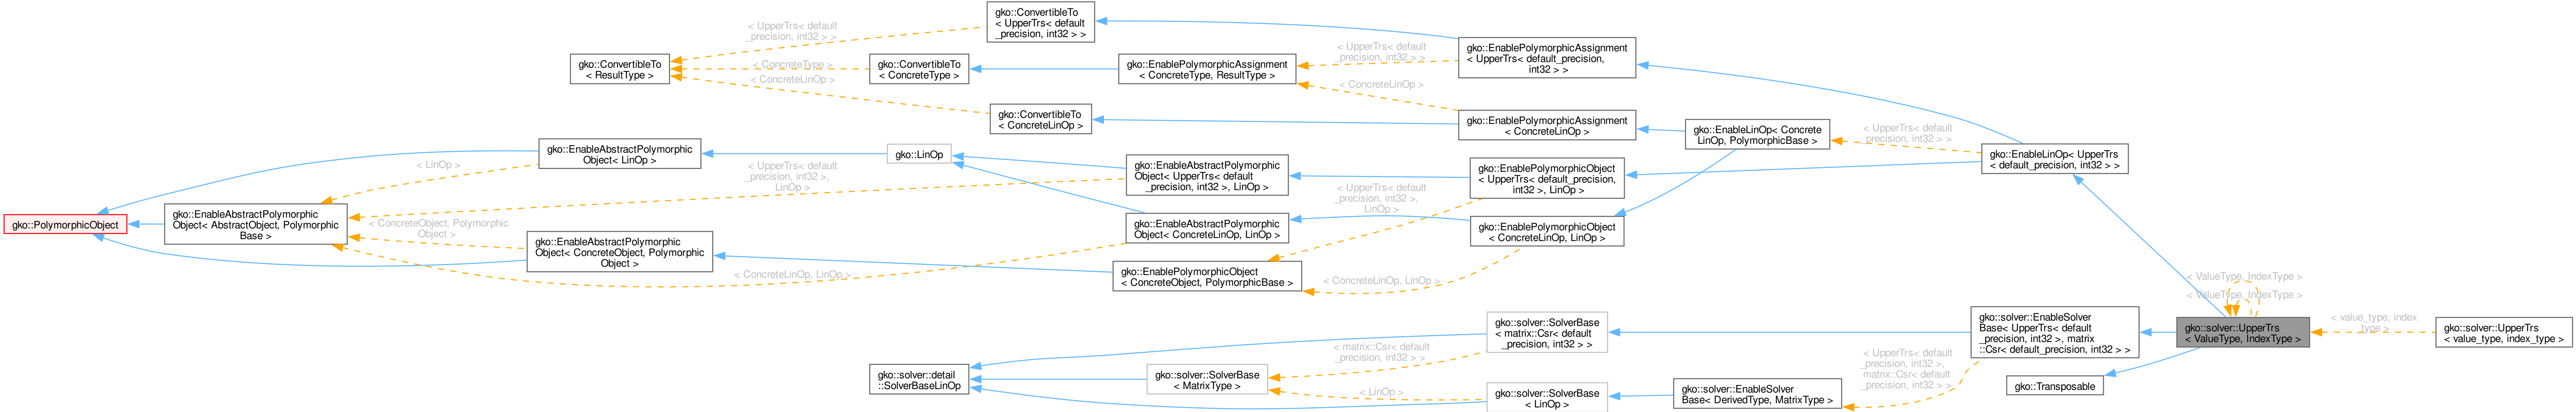 gko::PolymorphicObject
gko::EnableAbstractPolymorphic
Object< AbstractObject, Polymorphic
Base >
gko::EnableAbstractPolymorphic
Object< LinOp >
< LinOp >
gko::EnableAbstractPolymorphic
Object< ConcreteObject, Polymorphic
Object >
< ConcreteObject, Polymorphic
Object >
gko::ConvertibleTo
< ResultType >
< UpperTrs< default
_precision, int32 > >
< ConcreteType >
< ConcreteLinOp >
< UpperTrs< default
_precision, int32 >,
LinOp >
< ConcreteLinOp, LinOp >
gko::ConvertibleTo
< UpperTrs< default
_precision, int32 > >
gko::ConvertibleTo
< ConcreteType >
gko::ConvertibleTo
< ConcreteLinOp >
gko::LinOp
gko::solver::detail
::SolverBaseLinOp
gko::EnablePolymorphicAssignment
< ConcreteType, ResultType >
gko::EnableAbstractPolymorphic
Object< UpperTrs< default
_precision, int32 >, LinOp >
gko::EnableAbstractPolymorphic
Object< ConcreteLinOp, LinOp >
gko::EnablePolymorphicObject
< ConcreteObject, PolymorphicBase >
gko::solver::SolverBase
< MatrixType >
< UpperTrs< default
_precision, int32 > >
< ConcreteLinOp >
< UpperTrs< default
_precision, int32 >,
LinOp >
< ConcreteLinOp, LinOp >
< matrix::Csr< default
_precision, int32 > >
< LinOp >
gko::EnablePolymorphicAssignment
< UpperTrs< default_precision,
int32 > >
gko::EnablePolymorphicAssignment
< ConcreteLinOp >
gko::EnablePolymorphicObject
< UpperTrs< default_precision,
int32 >, LinOp >
gko::EnablePolymorphicObject
< ConcreteLinOp, LinOp >
gko::solver::SolverBase
< matrix::Csr< default
_precision, int32 > >
gko::solver::SolverBase
< LinOp >
gko::EnableLinOp< Concrete
LinOp, PolymorphicBase >
< UpperTrs< default
_precision, int32 > >
gko::solver::EnableSolver
Base< DerivedType, MatrixType >
< UpperTrs< default
_precision, int32 >,
matrix::Csr< default
_precision, int32 > >
gko::EnableLinOp< UpperTrs
< default_precision, int32 > >
gko::solver::EnableSolver
Base< UpperTrs< default
_precision, int32 >, matrix
::Csr< default_precision, int32 > >
gko::Transposable
< ValueType, IndexType >
< ValueType, IndexType >
gko::solver::UpperTrs
< ValueType, IndexType >
< value_type, index
_type >
gko::solver::UpperTrs
< value_type, index_type >